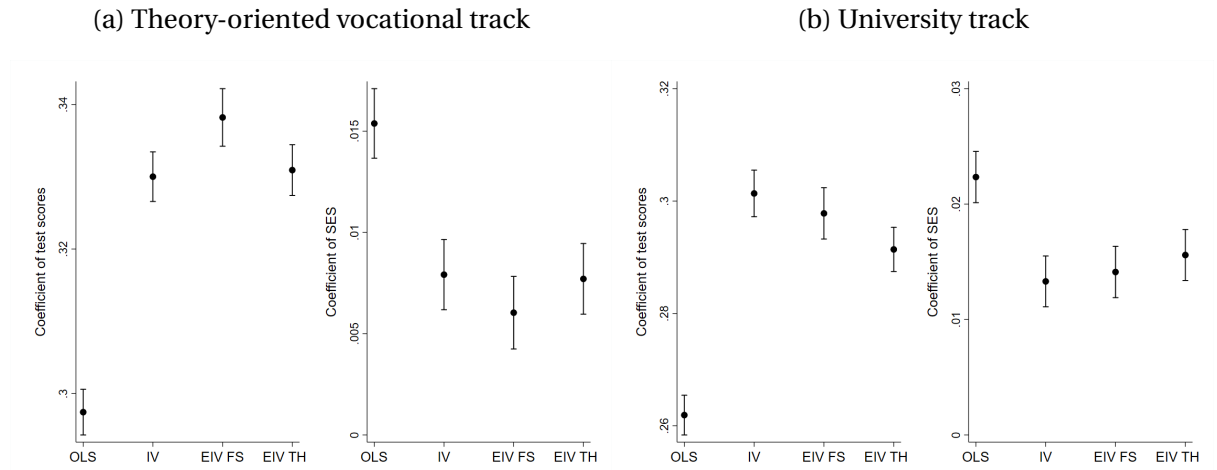 (a) Theory-oriented vocational track
(b) University track
Coefficient of test scores
.34
.32
.3
OLS IV EIV FS EIV TH
Coefficient of SES
.015
.01
.005
0
OLS IV EIV FS EIV TH
Coefficient of test scores
.32
.3
.28
.26
OLS IV EIV FS EIV TH
Coefficient of SES
.03
.02
.01
0
OLS IV EIV FS EIV TH